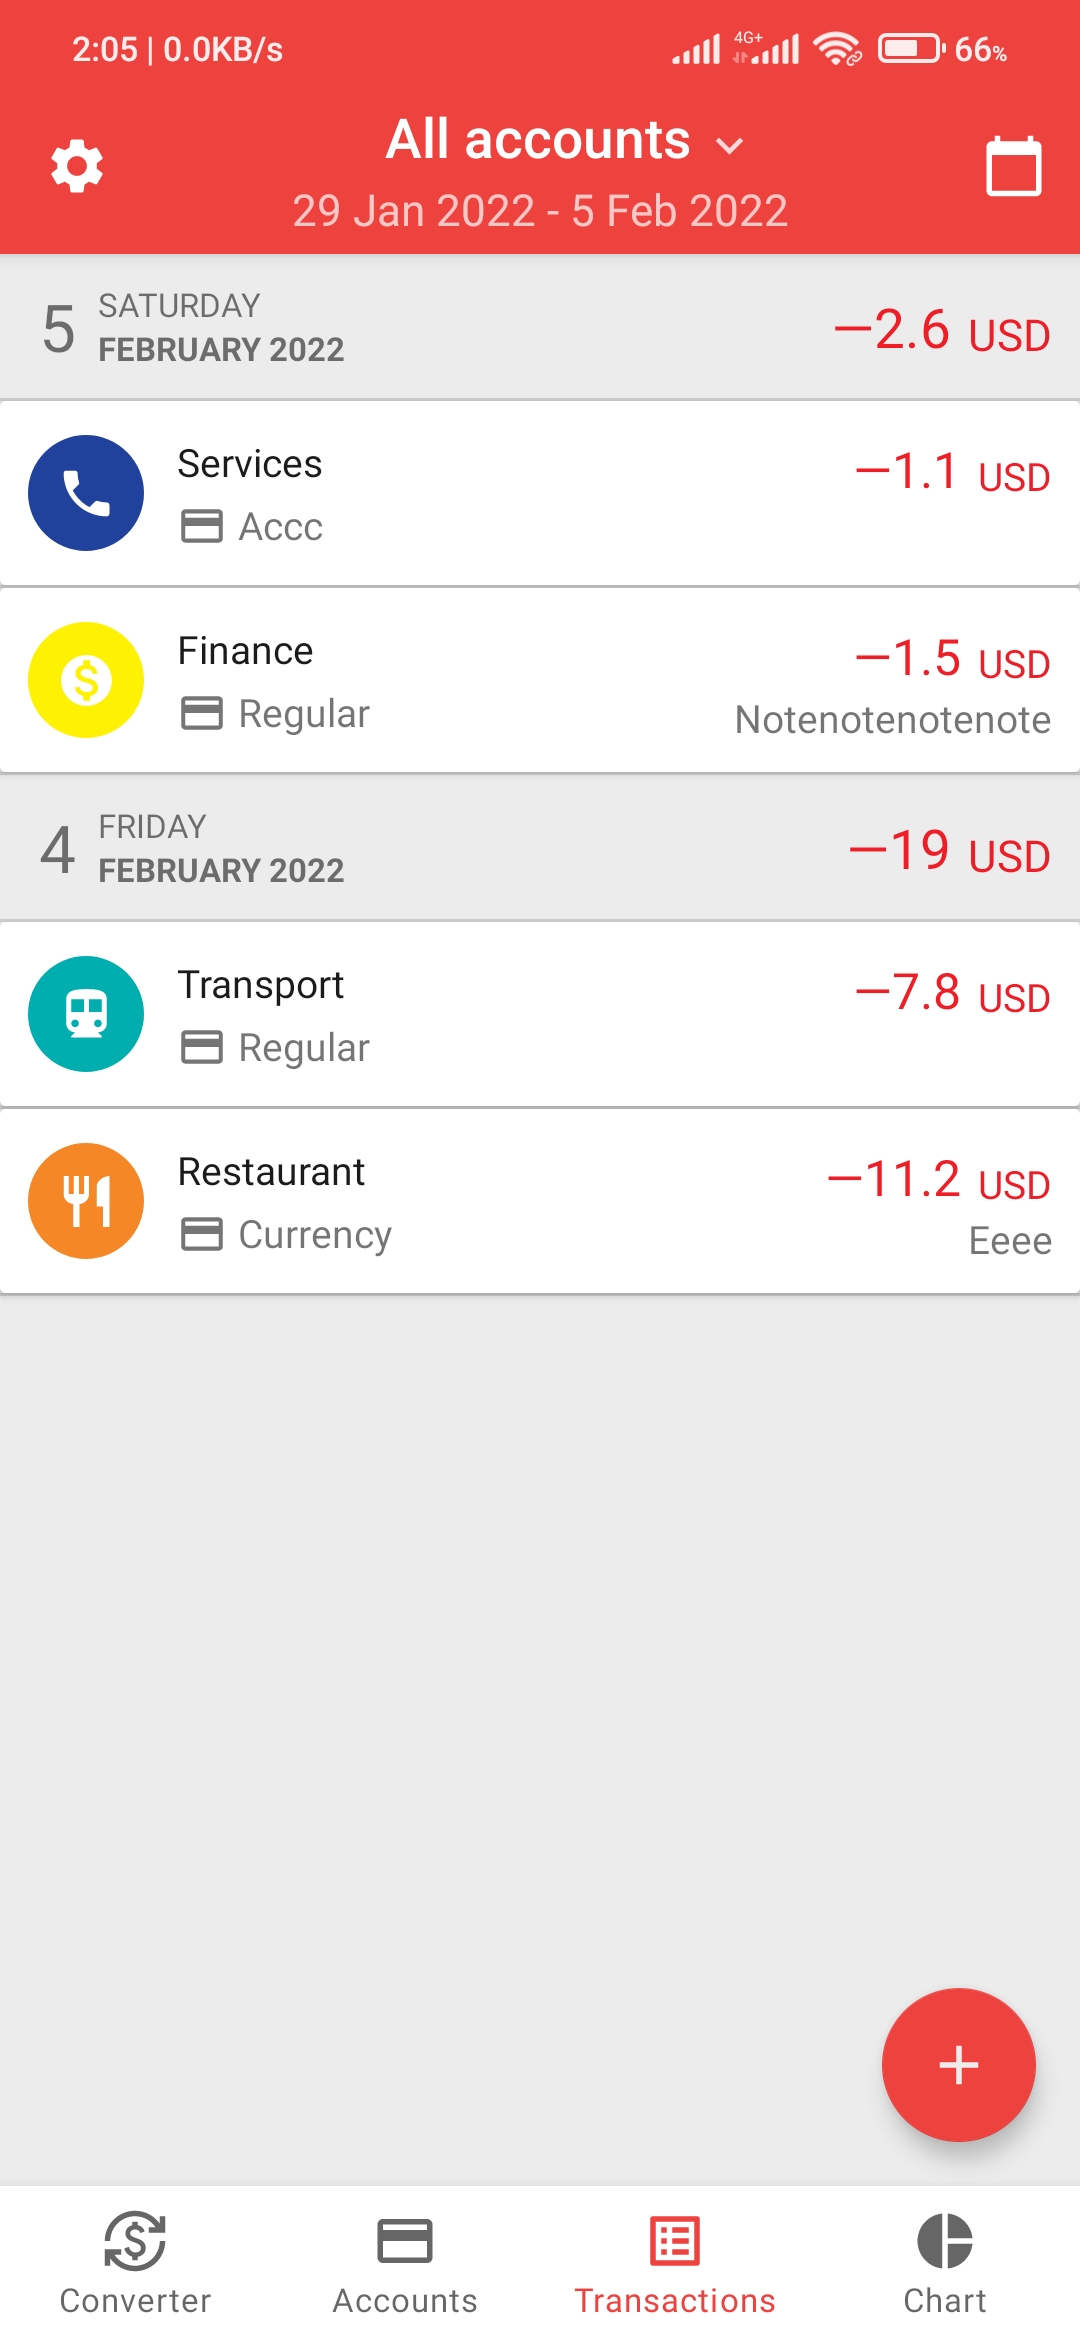 2:05 | 0.0KB/s 4G+ 66%
All accounts
29 Jan 2022 - 5 Feb 2022
5 SATURDAY
FEBRUARY 2022
—2.6 USD
Services
—1.1 USD
Accc
Finance
—1.5 USD
Regular
Notenotenotenote
4 FRIDAY
FEBRUARY 2022
—19 USD
Transport
—7.8 USD
Regular
Restaurant
—11.2 USD
Currency
Eeee
+
Converter Accounts Transactions Chart